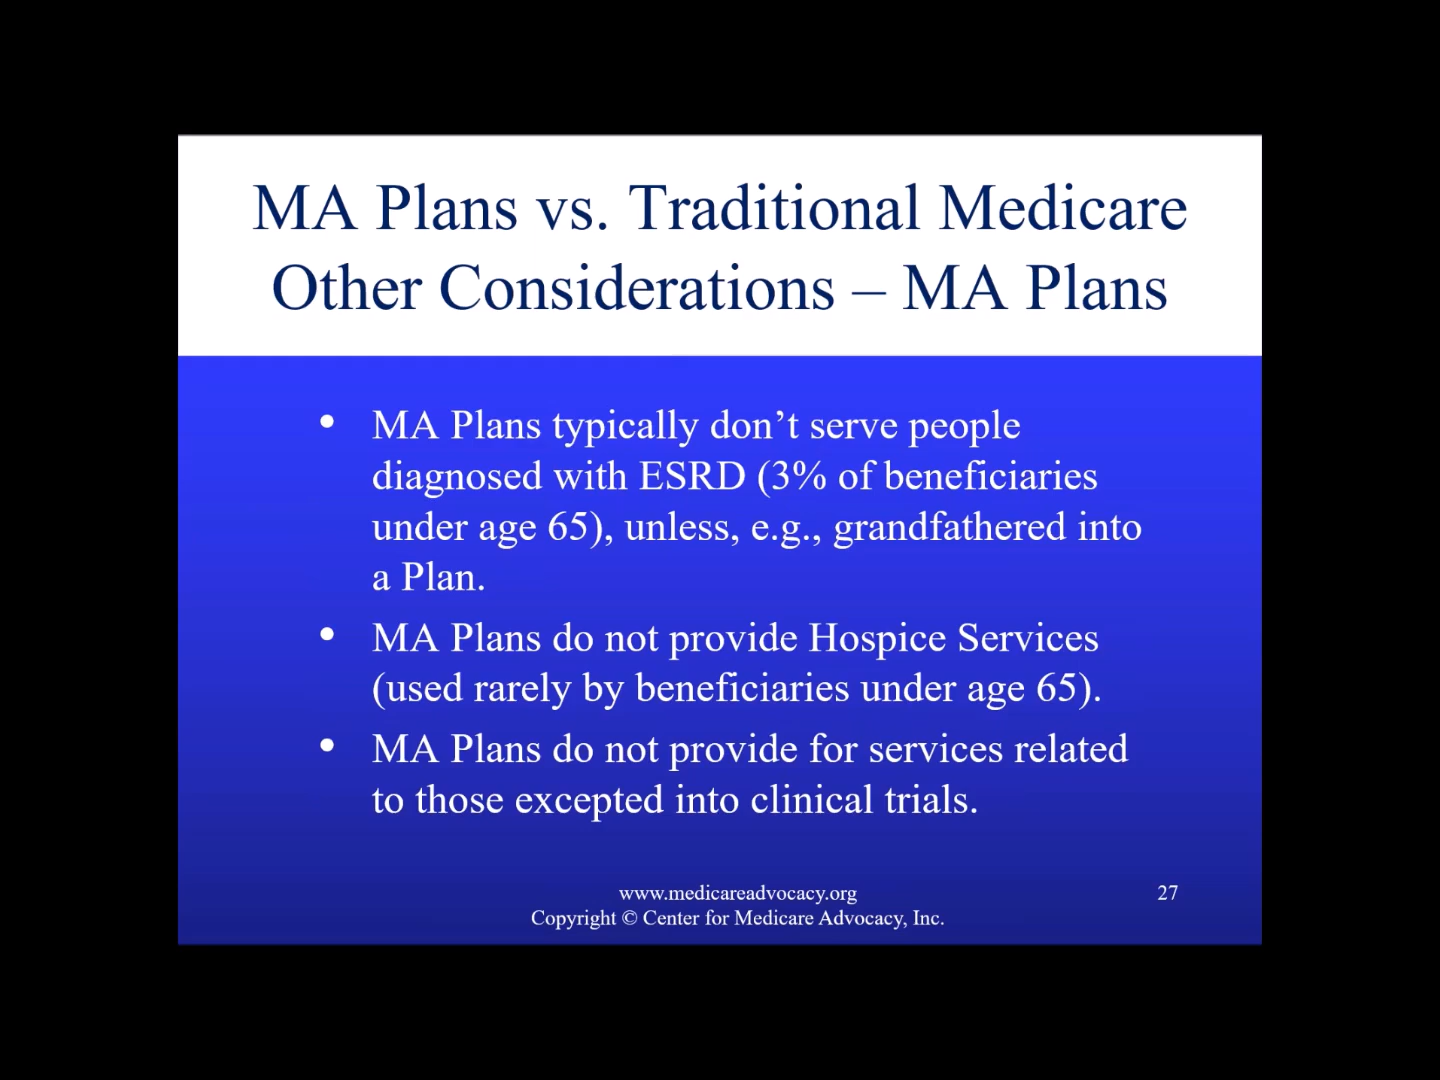 MA Plans vs. Traditional Medicare
Other Considerations – MA Plans
• MA Plans typically don’t serve people
diagnosed with ESRD (3% of beneficiaries
under age 65), unless, e.g., grandfathered into
a Plan.
• MA Plans do not provide Hospice Services
(used rarely by beneficiaries under age 65).
• MA Plans do not provide for services related
to those excepted into clinical trials.
www.medicareadvocacy.org
Copyright © Center for Medicare Advocacy, Inc.
27